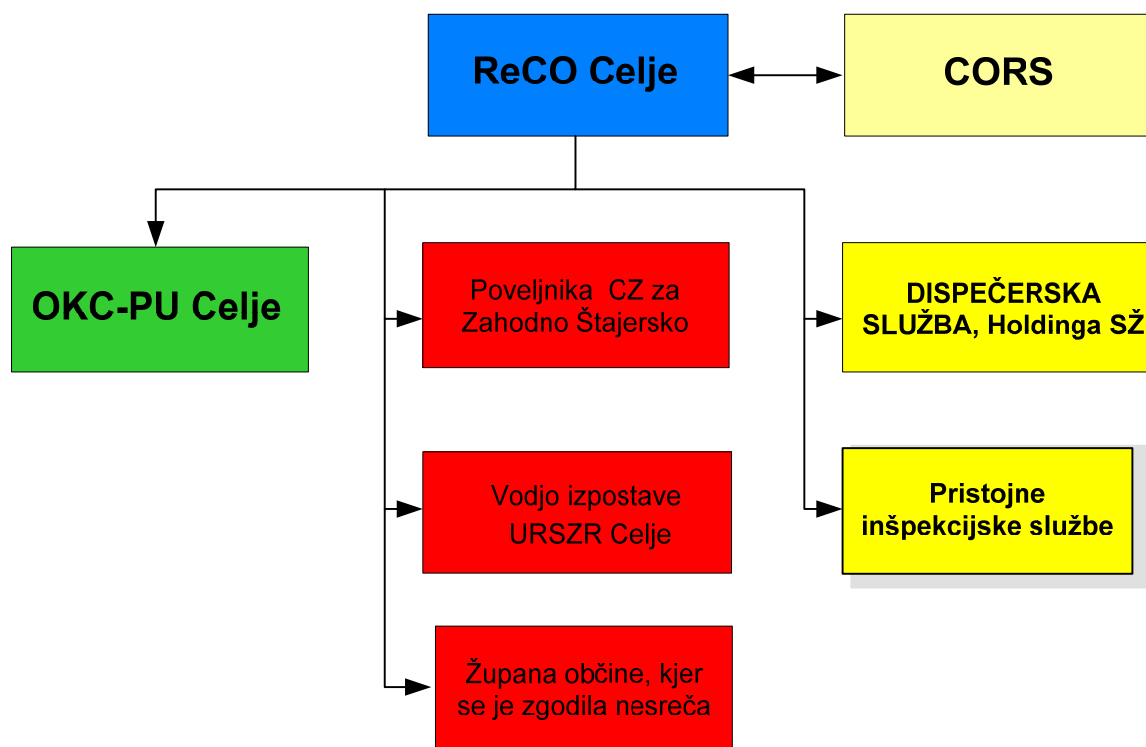 ReCO Celje
CORS
OKC-PU Celje
Poveljnika CZ za
Zahodno Štajersko
DISPEČERSKA
SLUŽBA, Holdinga SŽ
Vodjo izpostave
URSZR Celje
Pristojne
inšpekcijske službe
Župana občine, kjer
se je zgodila nesreča